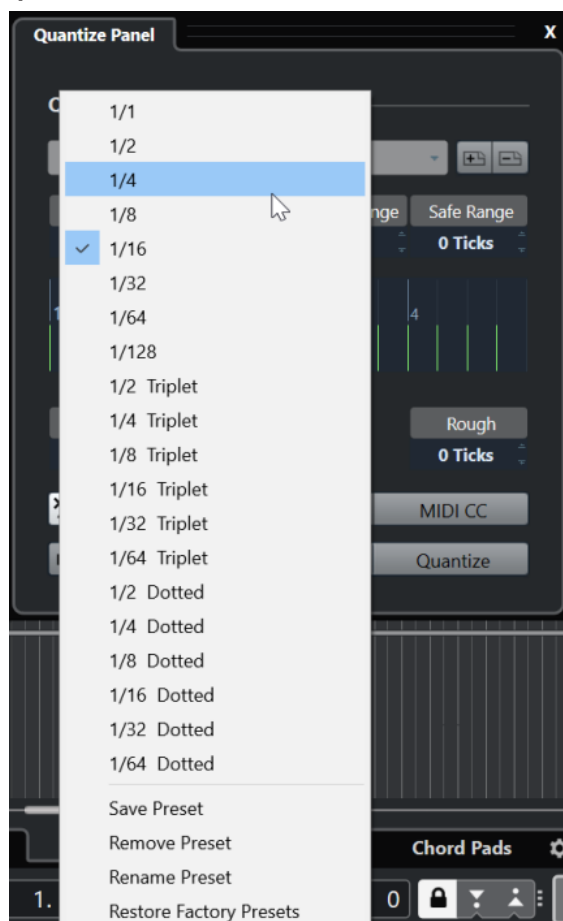 Quantize Panel
x
1/1
1/2
1/4
1/8
1/16
1/32
1/64
1/128
1/2 Triplet
1/4 Triplet
1/8 Triplet
1/16 Triplet
1/32 Triplet
1/64 Triplet
1/2 Dotted
1/4 Dotted
1/8 Dotted
1/16 Dotted
1/32 Dotted
1/64 Dotted
Save Preset
Remove Preset
Rename Preset
Restore Factory Presets
nge
Safe Range
0 Ticks
1
4
Rough
0 Ticks
MIDI CC
Quantize
Chord Pads
1.
0